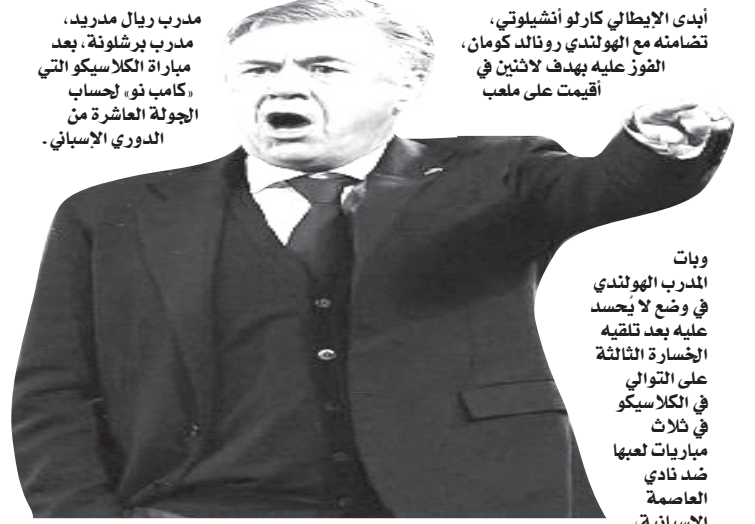 أبدى الإيطالي كارلو أنشيلوتي،
مدرب ريال مدريد،
تضامنه مع الهولندي رونالد كومان،
مدرب برشلونة، بعد
الفوز عليه بهدف لاثنين في
مباراة الكلاسيكو التي
أقيمت على ملعب
«كامب نو» لحساب
الجولة العاشرة من
الدوري الإسباني.
وبات
المدرب الهولندي
في وضع لا يُحسد
عليه بعد تلقيه
الخسارة الثالثة
على التوالي
في الكلاسيكو
في ثلاث
مباريات لعبها
ضد نادي
العاصمة
الإسبانية،